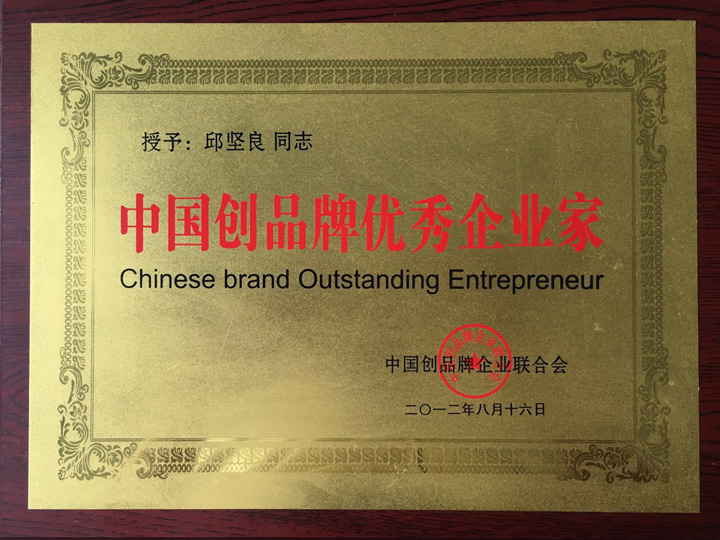 授予：邱坚良 同志
中国创品牌优秀企业家
Chinese brand Outstanding Entrepreneur
中国创品牌企业联合会
二〇一二年八月十六日